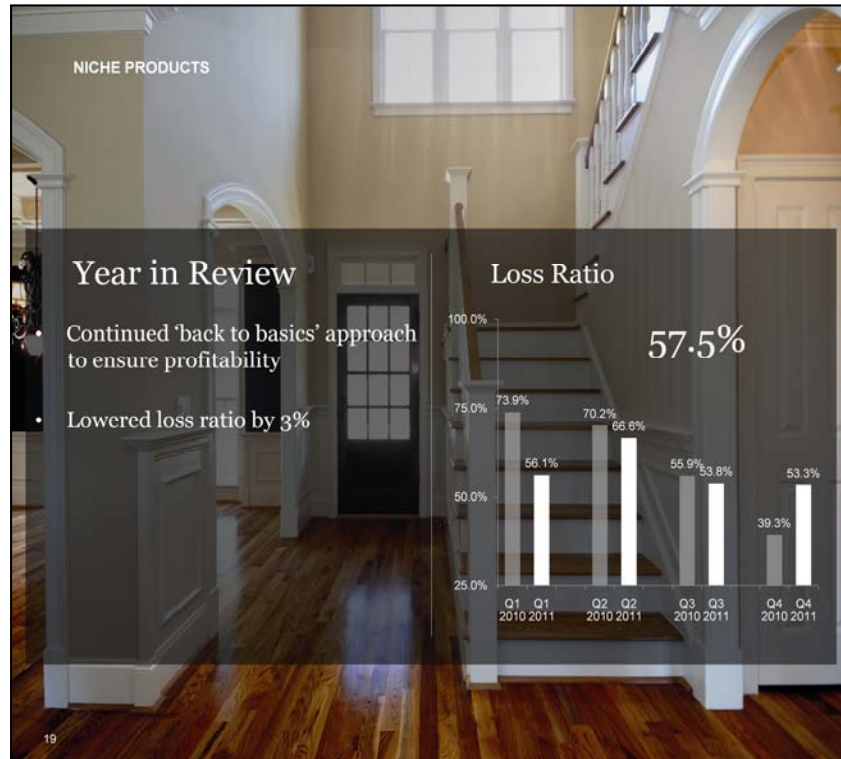 NICHE PRODUCTS
Year in Review
• Continued ‘back to basics’ approach
to ensure profitability
• Lowered loss ratio by 3%
Loss Ratio
57.5%
100.0%
75.0%
50.0%
25.0%
73.9%
56.1%
70.2%
66.6%
55.9%
53.8%
39.3%
53.3%
Q1 Q1 Q2 Q2 Q3 Q3 Q4 Q4
2010 2011 2010 2011 2010 2011 2010 2011
19